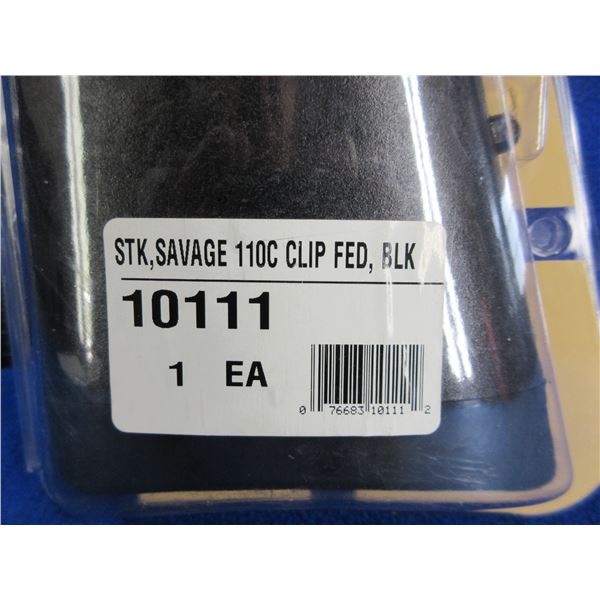 STK,SAVAGE 110C CLIP FED, BLK
10111
1 EA
0 76683 10111 2